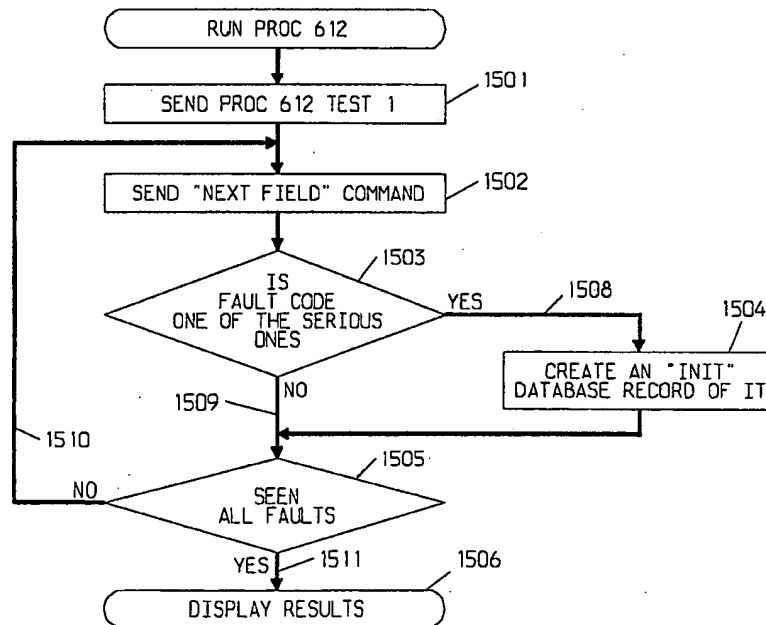 RUN PROC 612
1501
SEND PROC 612 TEST 1
1502
SEND "NEXT FIELD" COMMAND
1503
IS
FAULT CODE
ONE OF THE SERIOUS
ONES
YES
1508
1504
CREATE AN "INIT"
DATABASE RECORD OF IT
NO
1509
1510
1505
NO
SEEN
ALL FAULTS
YES
1511
1506
DISPLAY RESULTS